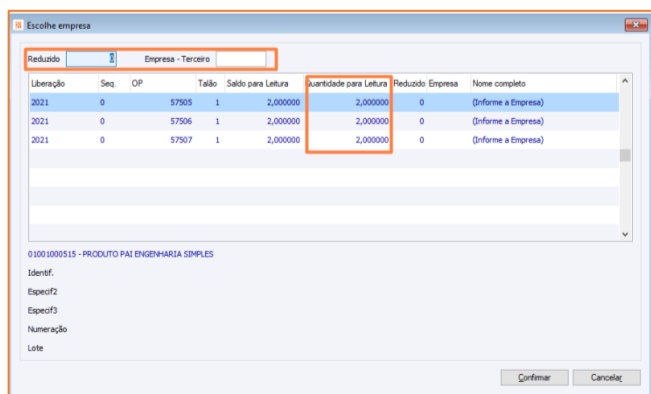 Escolhe empresa
Reduzido 0 Empresa - Terceiro
Liberação Seq. OP Talão Saldo para Leitura Quantidade para Leitura Reduzido Empresa Nome completo
2021 0 57505 1 2,000000 2,000000 0 (Informe a Empresa)
2021 0 57506 1 2,000000 2,000000 0 (Informe a Empresa)
2021 0 57507 1 2,000000 2,000000 0 (Informe a Empresa)
01001000515 - PRODUTO PAI ENGENHARIA SIMPLES
Identif.
Especif2
Especif3
Numeração
Lote
Confirmar Cancelar